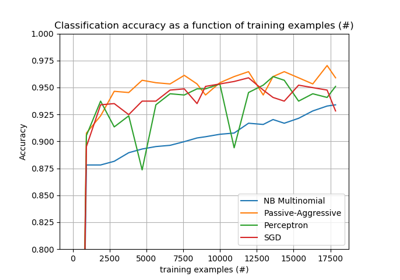 Classification accuracy as a function of training examples (#)
1.000
0.975
0.950
0.925
0.900
0.875
0.850
0.825
0.800
Accuracy
0 2500 5000 7500 10000 12500 15000 17500
training examples (#)
NB Multinomial
Passive-Aggressive
Perceptron
SGD